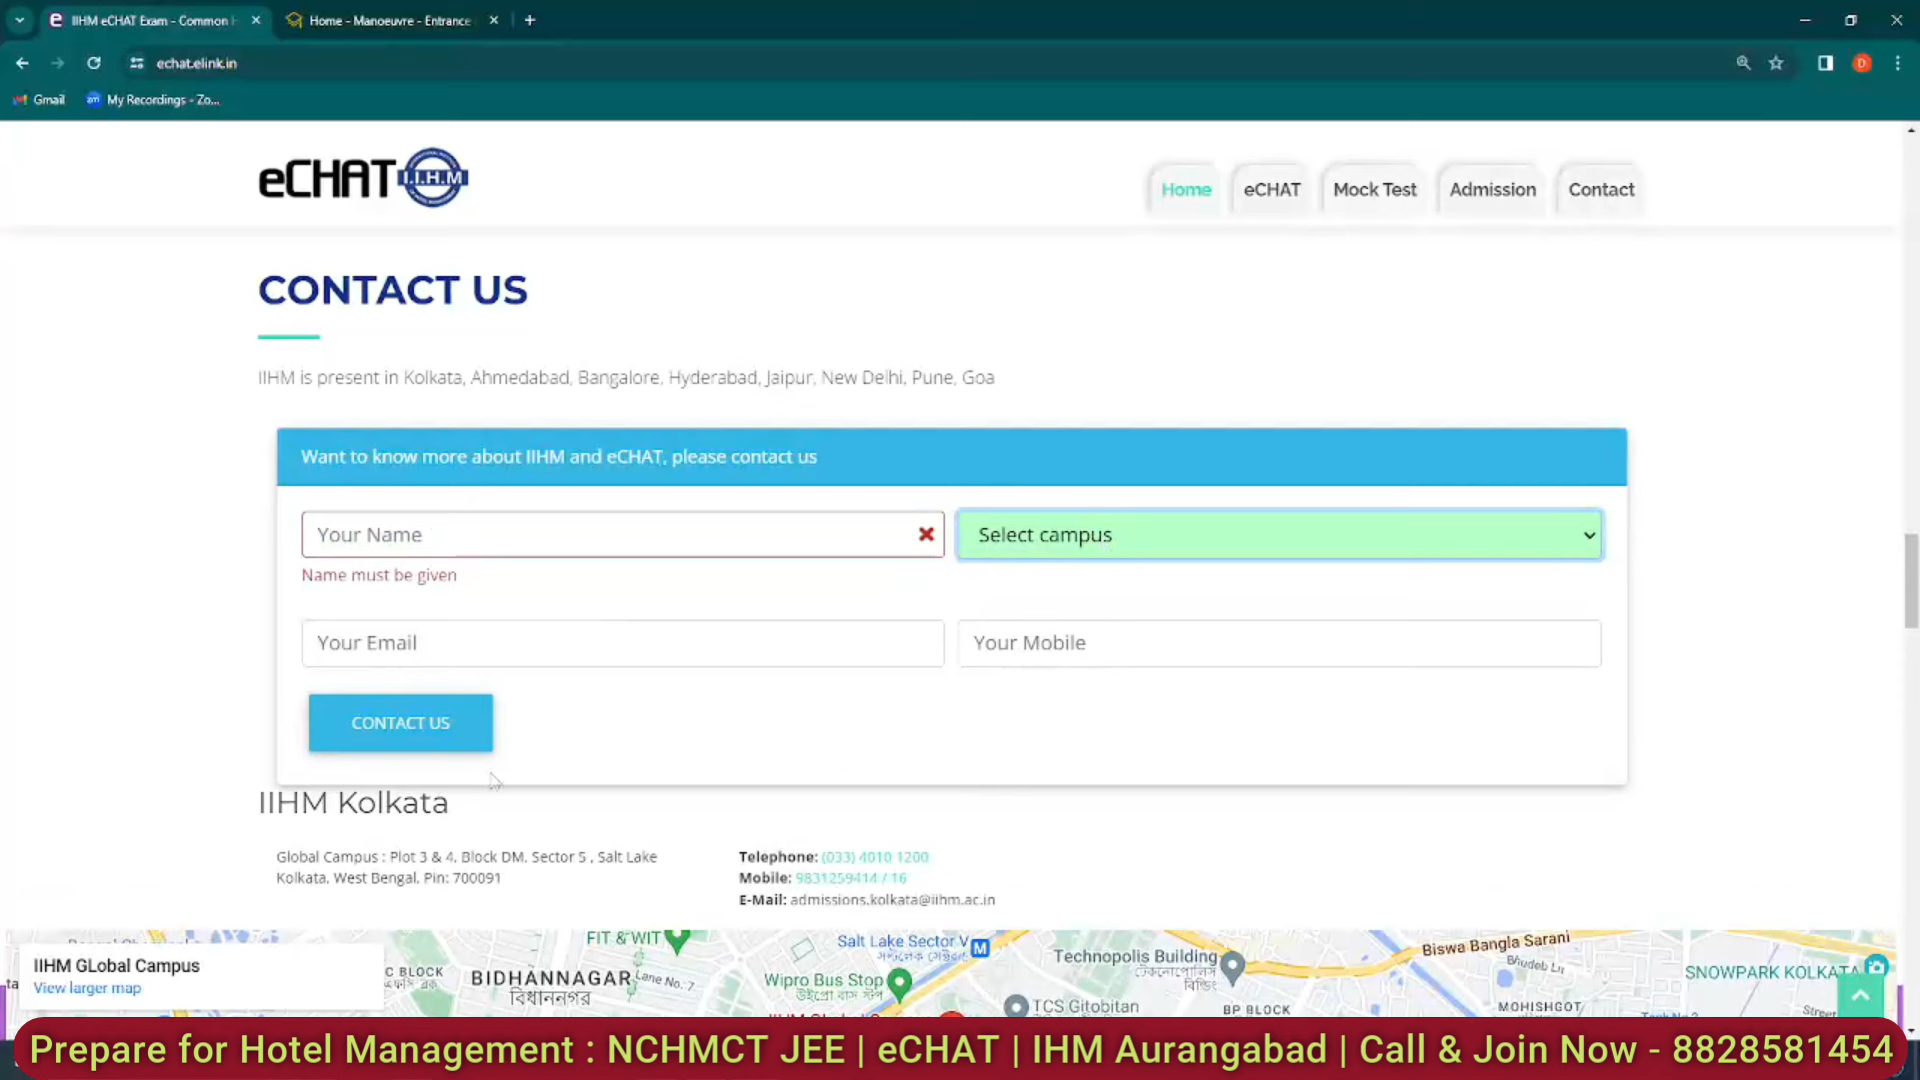 IIHM eCHAT Exam - Common H
Home - Manoeuvre - Entrance
echat.elink.in
D
Gmail
My Recordings - Zo...
eCHAT I.I.H.M
Home
eCHAT
Mock Test
Admission
Contact
CONTACT US
IIHM is present in Kolkata, Ahmedabad, Bangalore, Hyderabad, Jaipur, New Delhi, Pune, Goa
Want to know more about IIHM and eCHAT, please contact us
Your Name
Select campus
Name must be given
Your Email
Your Mobile
CONTACT US
IIHM Kolkata
Global Campus : Plot 3 & 4, Block DM, Sector 5 , Salt Lake
Kolkata, West Bengal, Pin: 700091
Telephone: (033) 4010 1200
Mobile: 9831259414 / 16
E-Mail: admissions.kolkata@iihm.ac.in
IIHM GLobal Campus
View larger map
C BLOCK
FIT & WIT
BIDHANNAGAR
বিধাননগর
Lane No. 7
Salt Lake Sector V
Wipro Bus Stop
উইপ্রো বাস স্টপ
TCS Gitobitan
Technopolis Building
বিল্ডিং
BP BLOCK
Biswa Bangla Sarani
Bhudeb Ln
MOHISHGOT
SNOWPARK KOLKATA
Prepare for Hotel Management : NCHMCT JEE | eCHAT | IHM Aurangabad | Call & Join Now - 8828581454